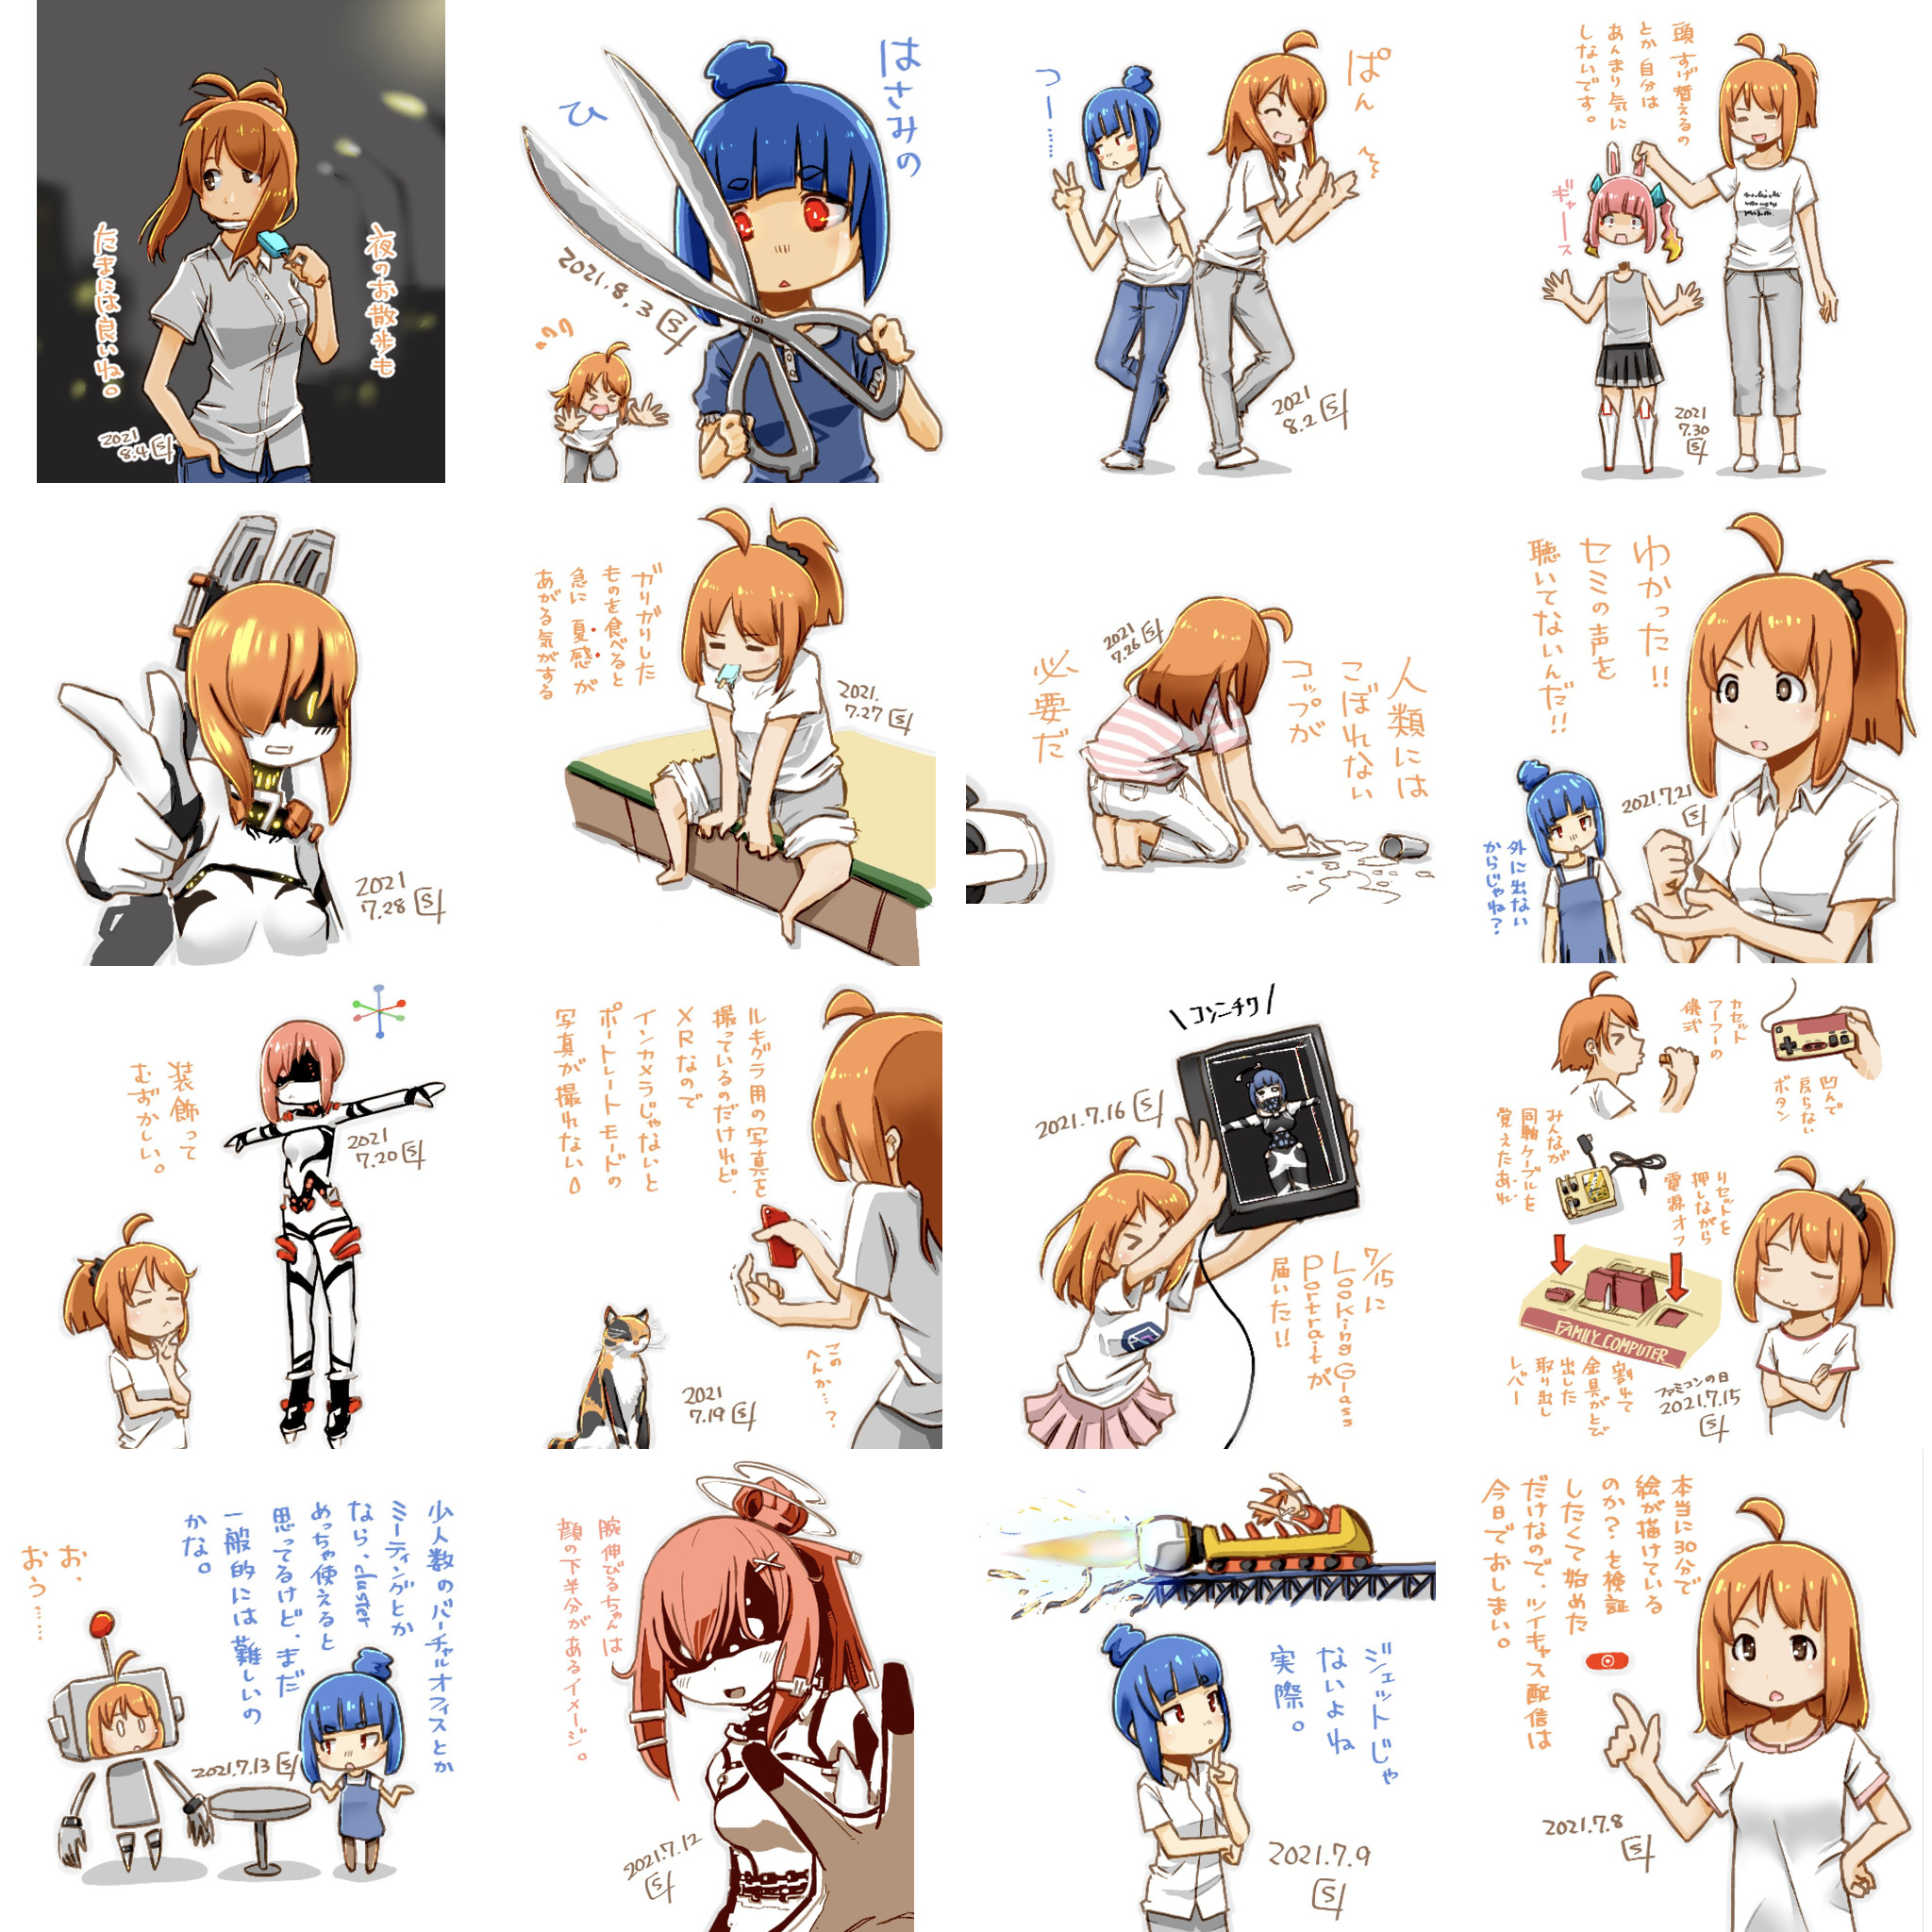 夜のお散歩も
たまには良いね。
2021
8.4
はさみの
ひ
2021.8.3
ぱん
つー……
2021
8.2
頭すげ替えるの
とか自分は
あんまり気に
しないです。
ギャース
2021
7.30
2021
7.28
ガリガリした
ものを食べると
急に夏感が
あがる気がする
2021.
7.27
人類には
こぼれない
コップが
必要だ
2021
7.26
わかった!!
セミの声を
聴いてないんだ!!
外に出ない
からじゃね?
2021.7.21
装飾って
むずかしい。
2021
7.20
ルキグラ用の写真を
撮っているのだけれど、
XRなので
インカメラじゃないと
ポートレートモードの
写真が撮れない。
このへんか…?
2021
7.19
\コンニチワ/
2021.7.16
7/15に
Looking Glass
Portraitが
届いた!!
カセット
フーフーの
儀式
凹んで
戻らない
ボタン
みんなが
同軸ケーブルを
覚えたあれ
リセットを
押しながら
電源オフ
FAMILY COMPUTER
割れて
金具がとび
出した
取り出し
レバー
ファミコンの日
2021.7.15
少人数のバーチャルオフィスとか
ミーティングとか
なら、cluster
めっちゃ使えると
思ってるけど、まだ
一般的には難しいの
かな。
お、
おう……
2021.7.13
腕伸びるちゃんは
顔の下半分があるイメージ。
2021.7.12
ジェットじゃ
ないよね
実際。
2021.7.9
本当に30分で
絵が描けている
のか?を検証
したくて始めた
だけなので、ツイキャス配信は
今日でおしまい。
2021.7.8